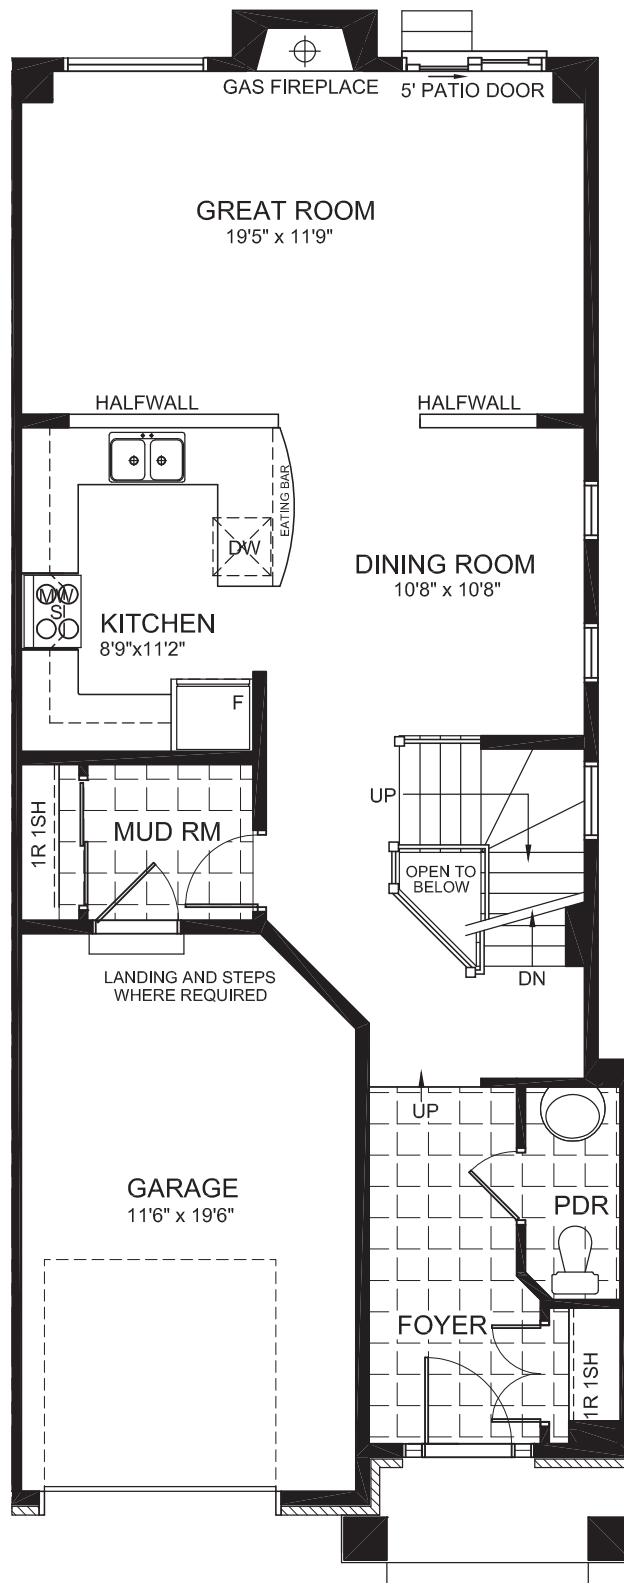 GAS FIREPLACE
5' PATIO DOOR
GREAT ROOM
19'5" x 11'9"
HALFWALL
HALFWALL
EATING BAR
DW
DINING ROOM
10'8" x 10'8"
MW
S
KITCHEN
8'9"x11'2"
F
UP
1R 1SH
MUD RM
OPEN TO
BELOW
LANDING AND STEPS
WHERE REQUIRED
DN
UP
GARAGE
11'6" x 19'6"
PDR
FOYER
1R 1SH